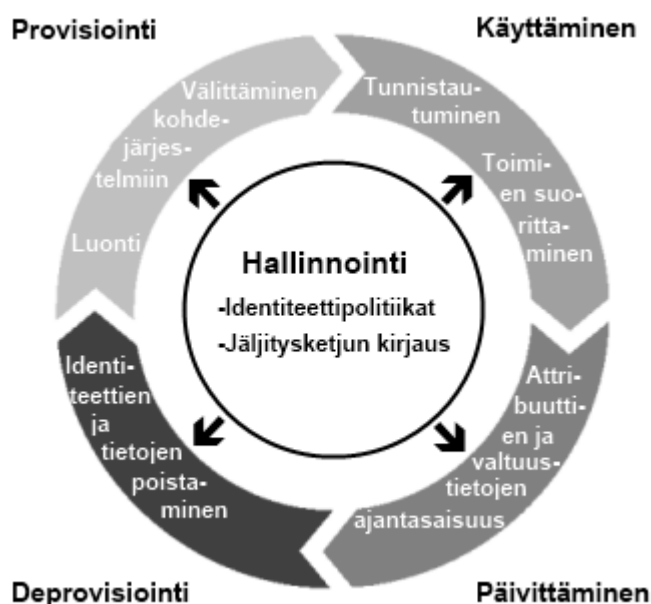 Provisiointi
Käyttäminen
Välittäminen
kohde-
järjes-
telmiin
Luonti
Tunnistau-
tuminen
Toimi-
en suo-
ritta-
minen
Hallinnointi
-Identiteettipolitiikat
-Jäljitysketjun kirjaus
Identi-
teettien
ja
tietojen
poista-
minen
Attri-
buutti-
en ja
valtuus-
tietojen
ajantasaisuus
Deprovisiointi
Päivittäminen